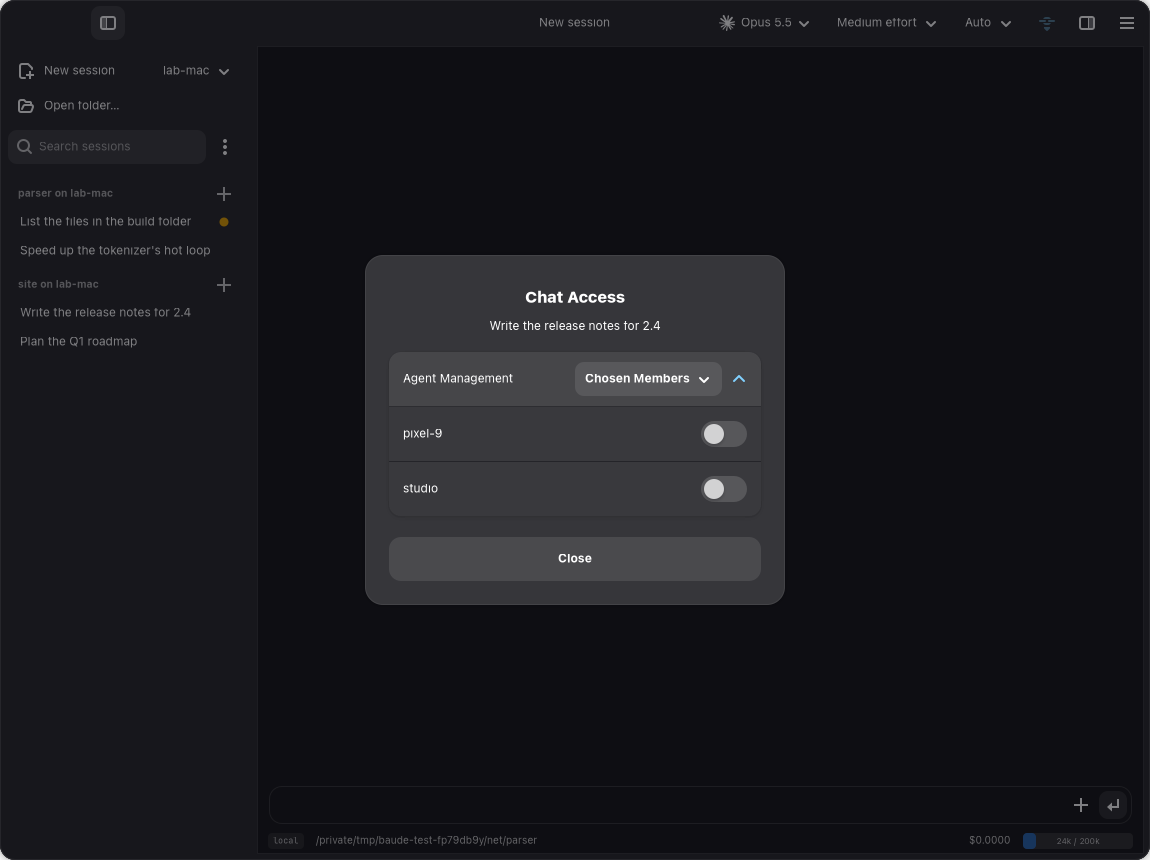 New session
Opus 5.5
Medium effort
Auto
New session
lab-mac
Open folder...
Search sessions
parser on lab-mac
List the files in the build folder
Speed up the tokenizer's hot loop
site on lab-mac
Write the release notes for 2.4
Plan the Q1 roadmap
Chat Access
Write the release notes for 2.4
Agent Management
Chosen Members
pixel-9
studio
Close
local
/private/tmp/baude-test-fp79db9y/net/parser
$0.0000
24k / 200k